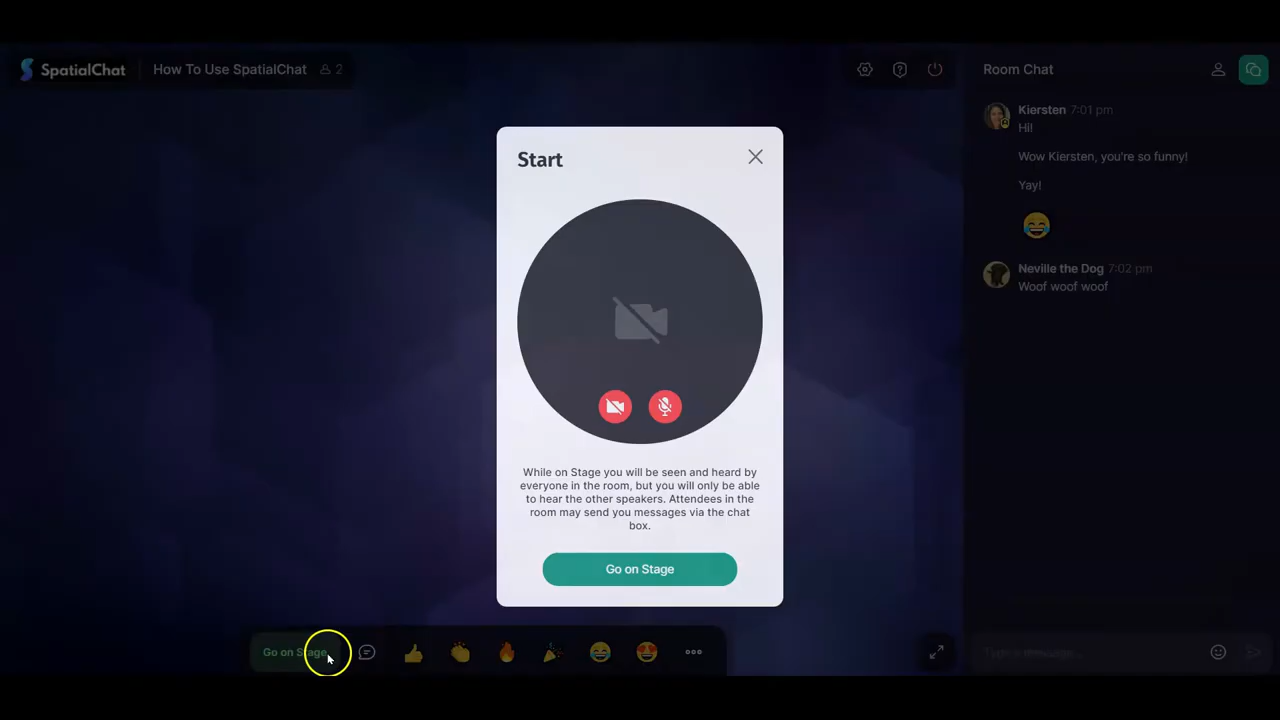 SpatialChat
How To Use SpatialChat
2
Room Chat
Kiersten 7:01 pm
Hi!
Wow Kiersten, you're so funny!
Yay!
Neville the Dog 7:02 pm
Woof woof woof
Start
While on Stage you will be seen and heard by
everyone in the room, but you will only be able
to hear the other speakers. Attendees in the
room may send you messages via the chat
box.
Go on Stage
Go on Stage
Type a message...